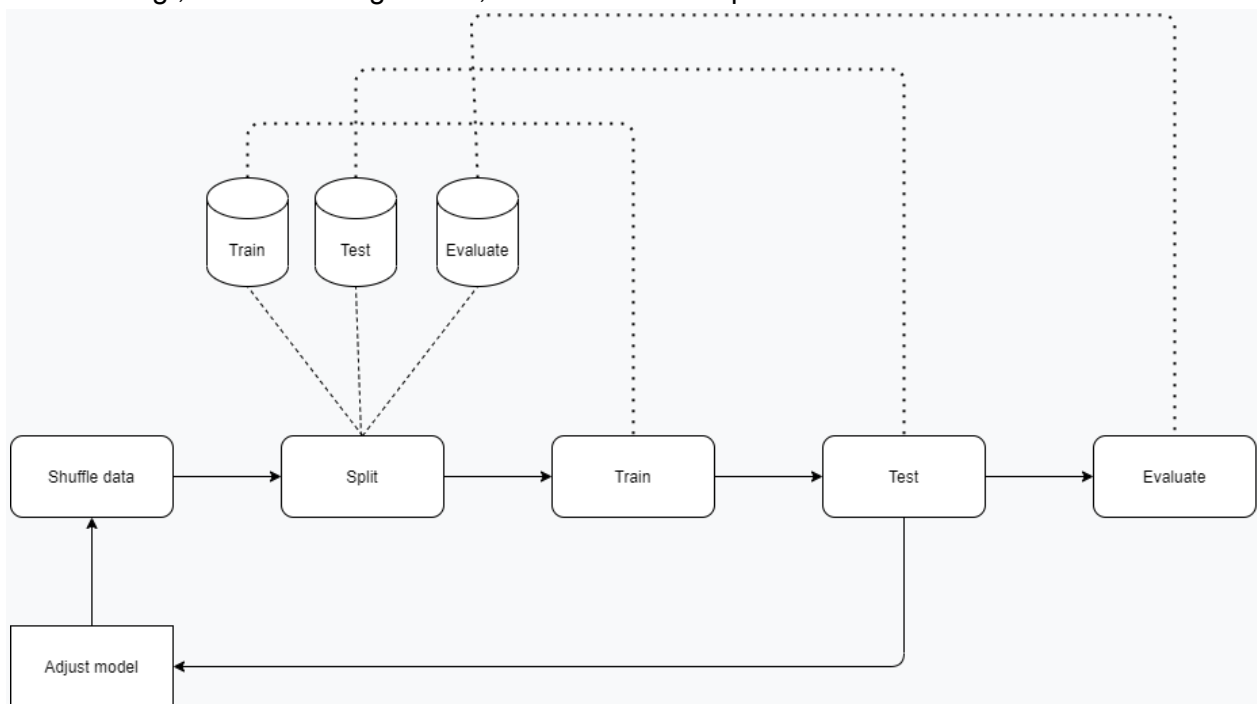 Train
Test
Evaluate
Shuffle data
Split
Train
Test
Evaluate
Adjust model